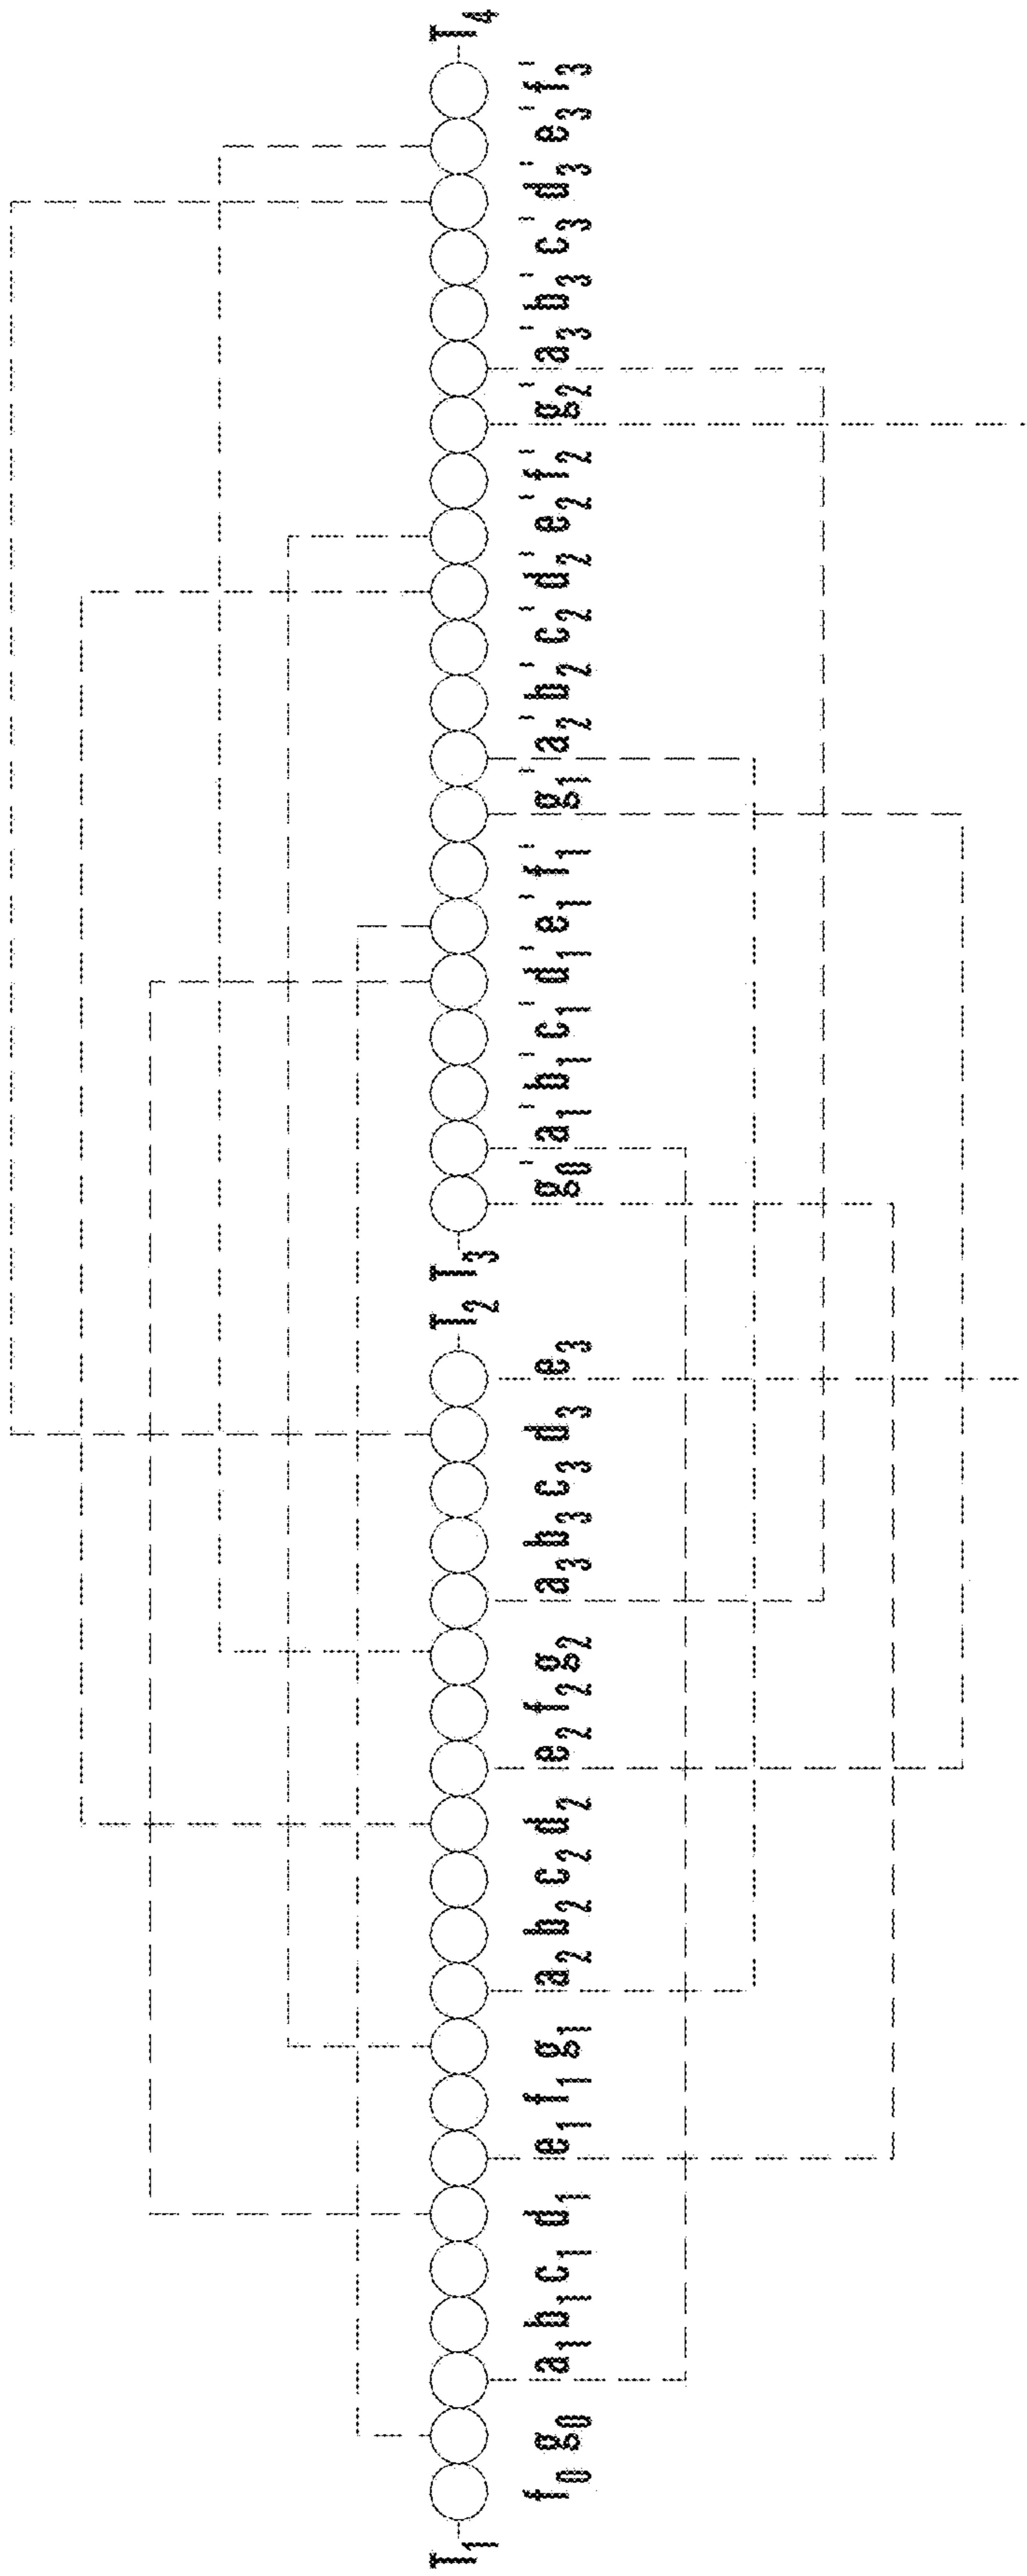 T₁ T₂ T₃ T₄
f₀ g₀ a₁ b₁ c₁ d₁ e₁ f₁ g₁ a₂ b₂ c₂ d₂ e₂ f₂ g₂ a₃ b₃ c₃ d₃ e₃ g₀' a₁' b₁' c₁' d₁' e₁' f₁' g₁' a₂' b₂' c₂' d₂' e₂' f₂' g₂' a₃' b₃' c₃' d₃' e₃' f₃'